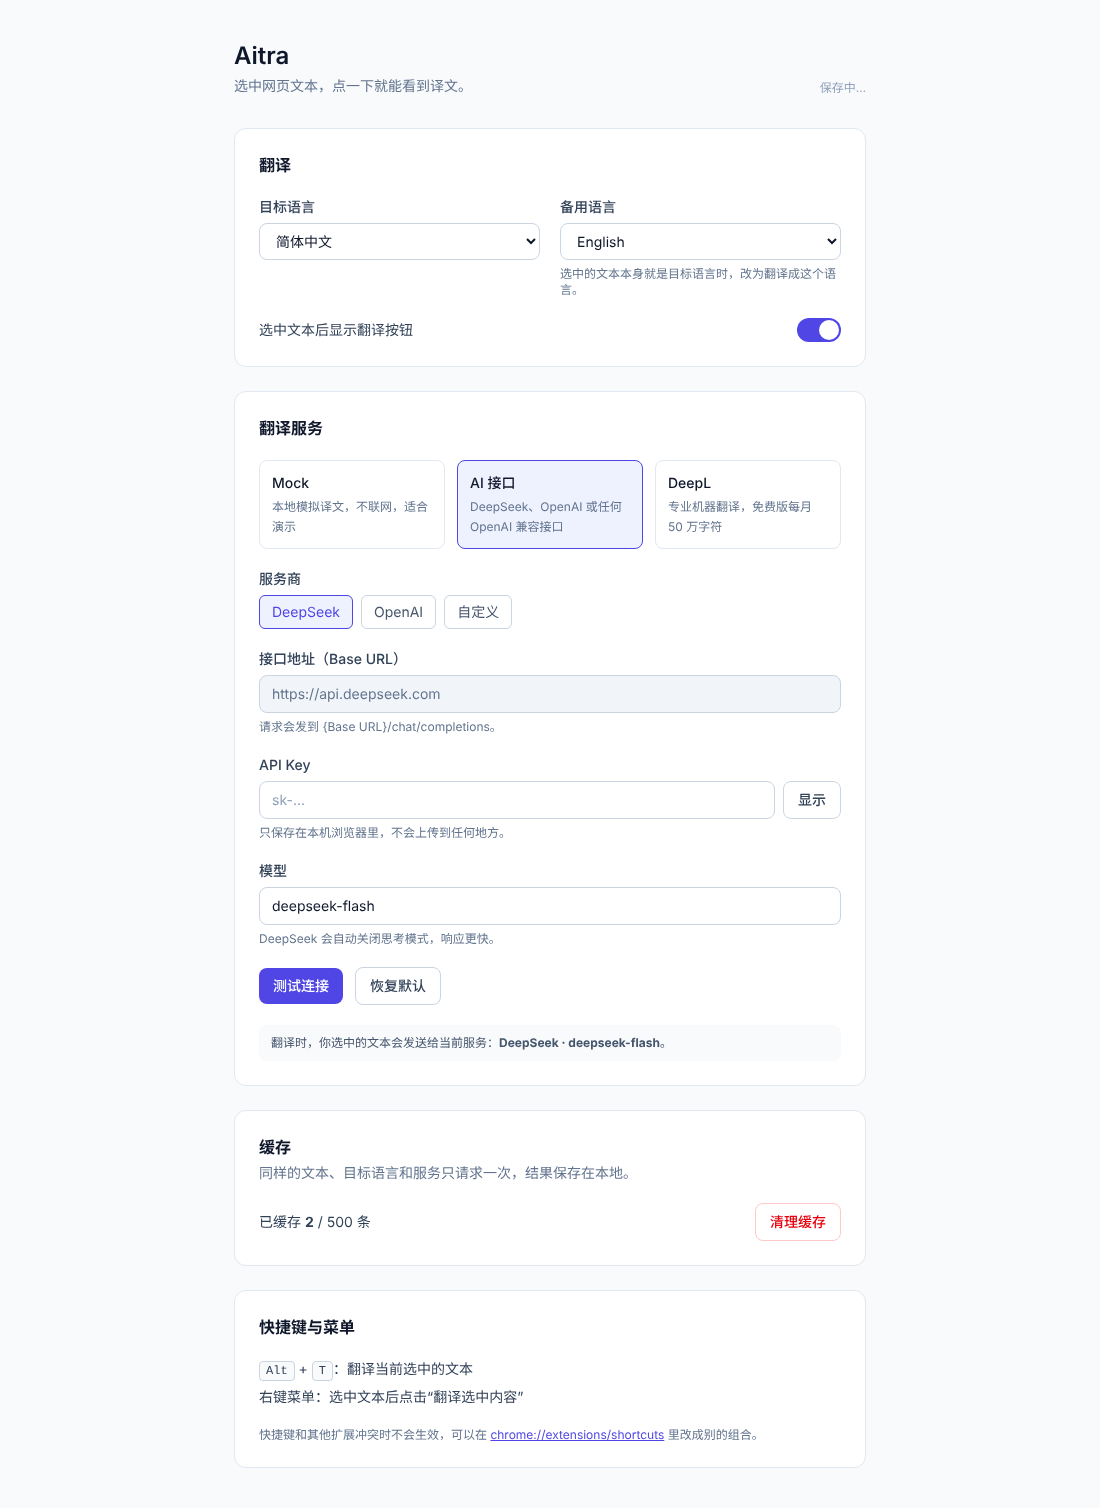 Aitra
选中网页文本，点一下就能看到译文。
保存中...
翻译
目标语言
备用语言
简体中文
English
选中的文本本身就是目标语言时，改为翻译成这个语
言。
选中文本后显示翻译按钮
翻译服务
Mock
本地模拟译文，不联网，适合
演示
AI 接口
DeepSeek、OpenAI 或任何
OpenAI 兼容接口
DeepL
专业机器翻译，免费版每月
50 万字符
服务商
DeepSeek
OpenAI
自定义
接口地址（Base URL）
https://api.deepseek.com
请求会发到 {Base URL}/chat/completions。
API Key
sk-...
显示
只保存在本机浏览器里，不会上传到任何地方。
模型
deepseek-flash
DeepSeek 会自动关闭思考模式，响应更快。
测试连接
恢复默认
翻译时，你选中的文本会发送给当前服务：DeepSeek · deepseek-flash。
缓存
同样的文本、目标语言和服务只请求一次，结果保存在本地。
已缓存 2 / 500 条
清理缓存
快捷键与菜单
Alt + T：翻译当前选中的文本
右键菜单：选中文本后点击“翻译选中内容”
快捷键和其他扩展冲突时不会生效，可以在 chrome://extensions/shortcuts 里改成别的组合。